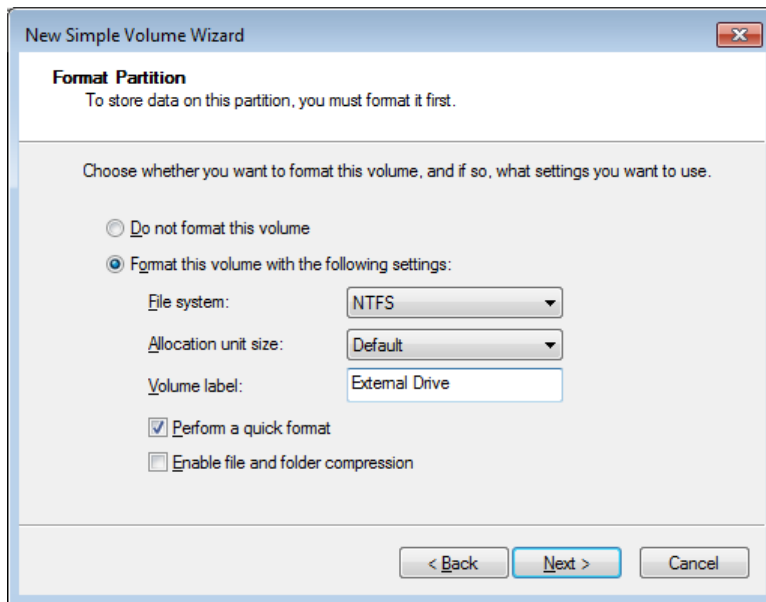 New Simple Volume Wizard
Format Partition
To store data on this partition, you must format it first.
Choose whether you want to format this volume, and if so, what settings you want to use.
Do not format this volume
Format this volume with the following settings:
File system: NTFS
Allocation unit size: Default
Volume label: External Drive
Perform a quick format
Enable file and folder compression
< Back Next > Cancel